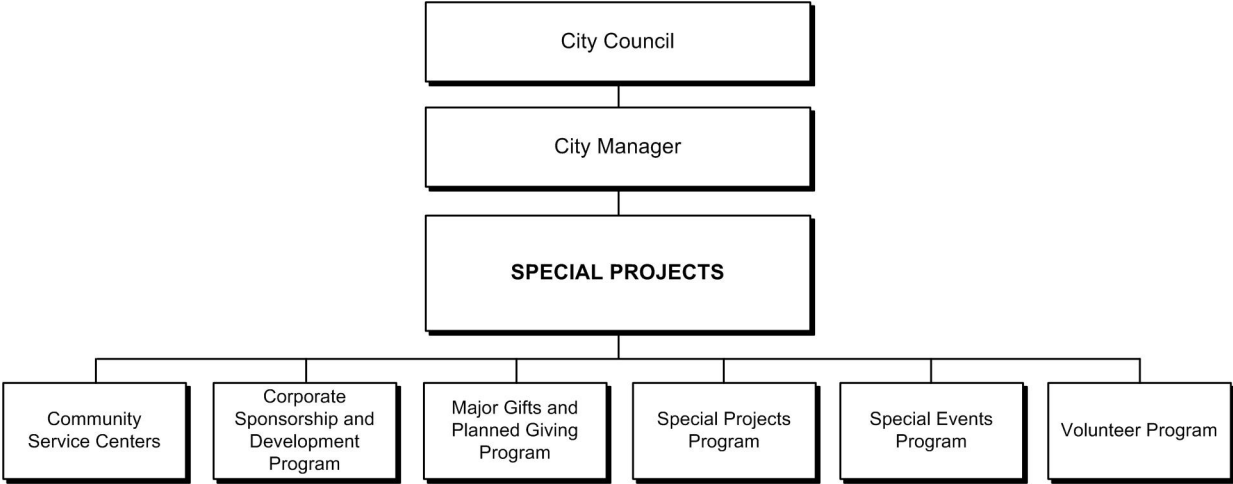 City Council
City Manager
SPECIAL PROJECTS
Community
Service Centers
Corporate
Sponsorship and
Development
Program
Major Gifts and
Planned Giving
Program
Special Projects
Program
Special Events
Program
Volunteer Program